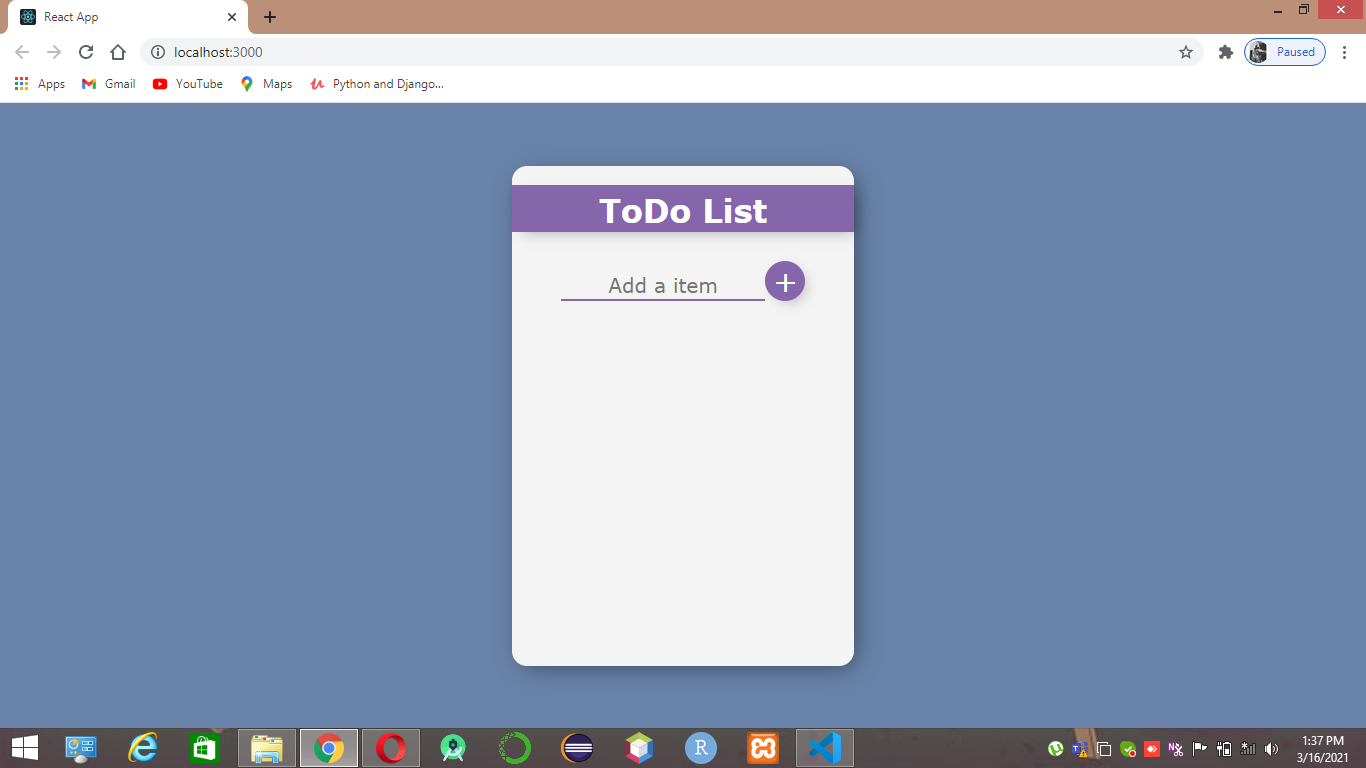 React App
localhost:3000
Paused
Apps
Gmail
YouTube
Maps
Python and Django...
ToDo List
Add a item
+
R
1:37 PM
3/16/2021